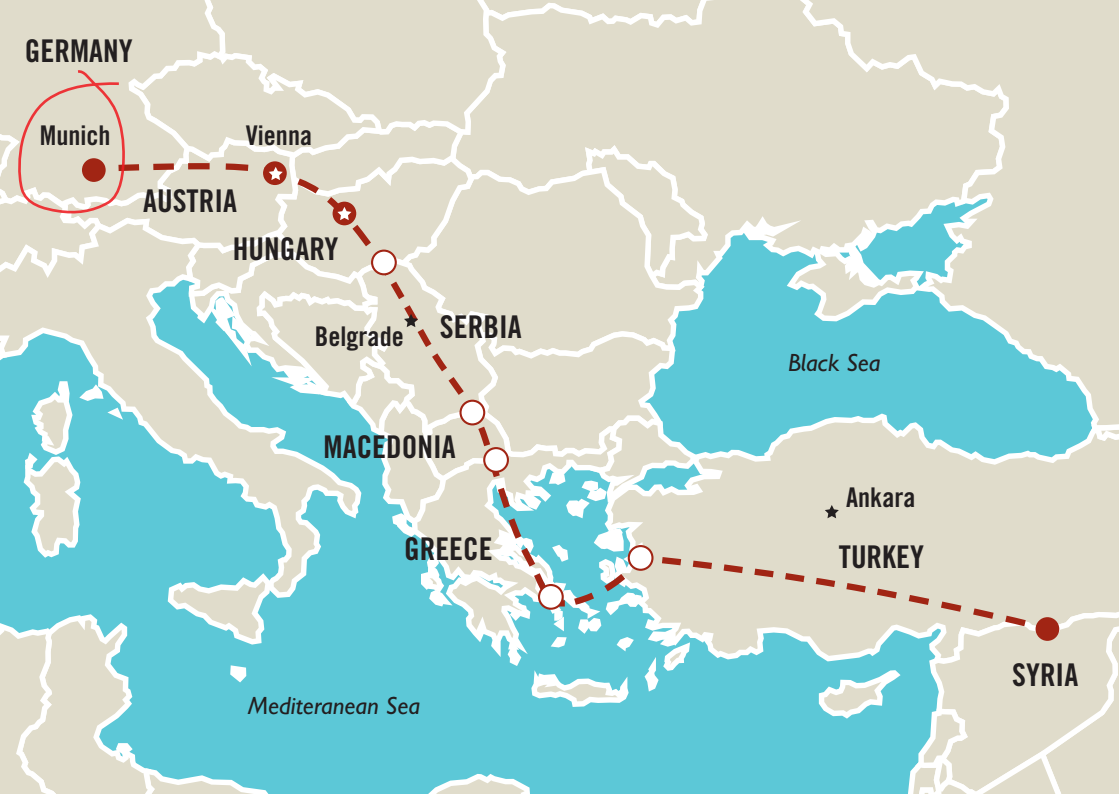 GERMANY
Munich
Vienna
AUSTRIA
HUNGARY
Belgrade
SERBIA
Black Sea
MACEDONIA
Ankara
GREECE
TURKEY
SYRIA
Mediteranean Sea